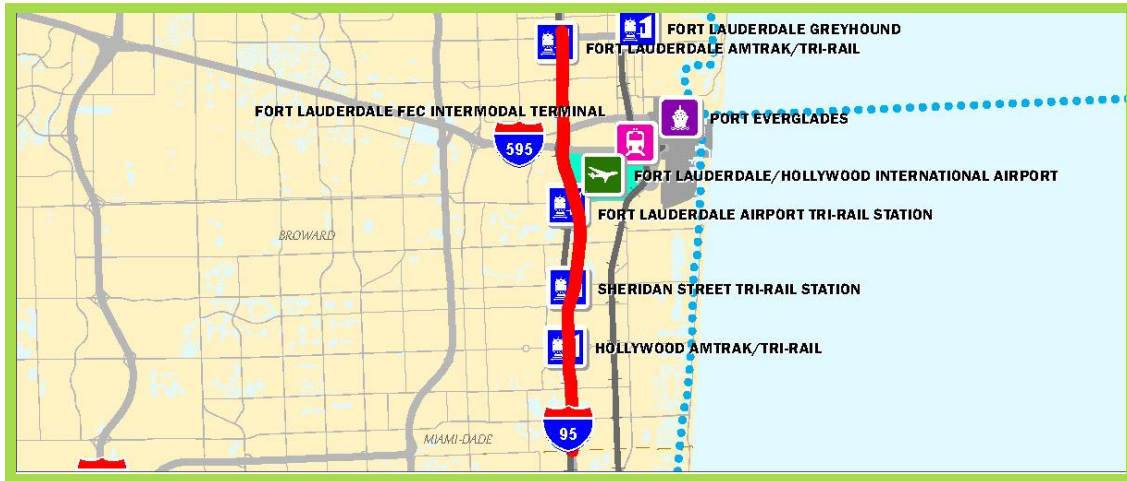 FORT LAUDERDALE GREYHOUND
FORT LAUDERDALE AMTRAK/TRI-RAIL
FORT LAUDERDALE FEC INTERMODAL TERMINAL
PORT EVERGLADES
595
FORT LAUDERDALE/HOLLYWOOD INTERNATIONAL AIRPORT
FORT LAUDERDALE AIRPORT TRI-RAIL STATION
BROWARD
SHERIDAN STREET TRI-RAIL STATION
HOLLYWOOD AMTRAK/TRI-RAIL
95
MIAMI-DADE